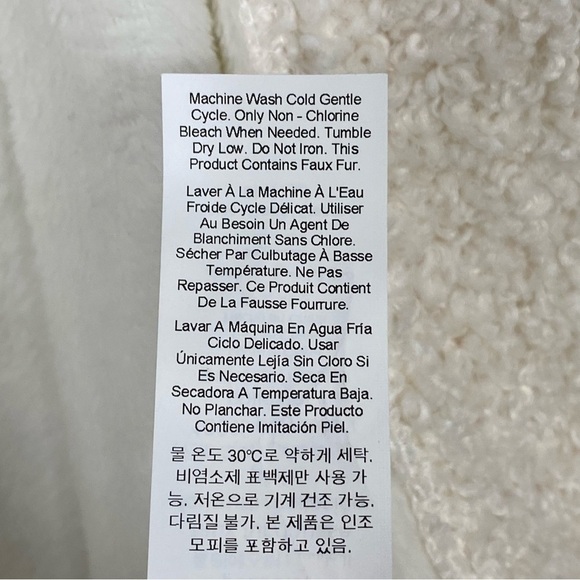 Machine Wash Cold Gentle
Cycle. Only Non - Chlorine
Bleach When Needed. Tumble
Dry Low. Do Not Iron. This
Product Contains Faux Fur.
Laver À La Machine À L'Eau
Froide Cycle Délicat. Utiliser
Au Besoin Un Agent De
Blanchiment Sans Chlore.
Sécher Par Culbutage À Basse
Température. Ne Pas
Repasser. Ce Produit Contient
De La Fausse Fourrure.
Lavar A Máquina En Agua Fría
Ciclo Delicado. Usar
Únicamente Lejía Sin Cloro Si
Es Necesario. Seca En
Secadora A Temperatura Baja.
No Planchar. Este Producto
Contiene Imitación Piel.
물 온도 30℃로 약하게 세탁.
비염소제 표백제만 사용 가
능. 저온으로 기계 건조 가능.
다림질 불가. 본 제품은 인조
모피를 포함하고 있음.